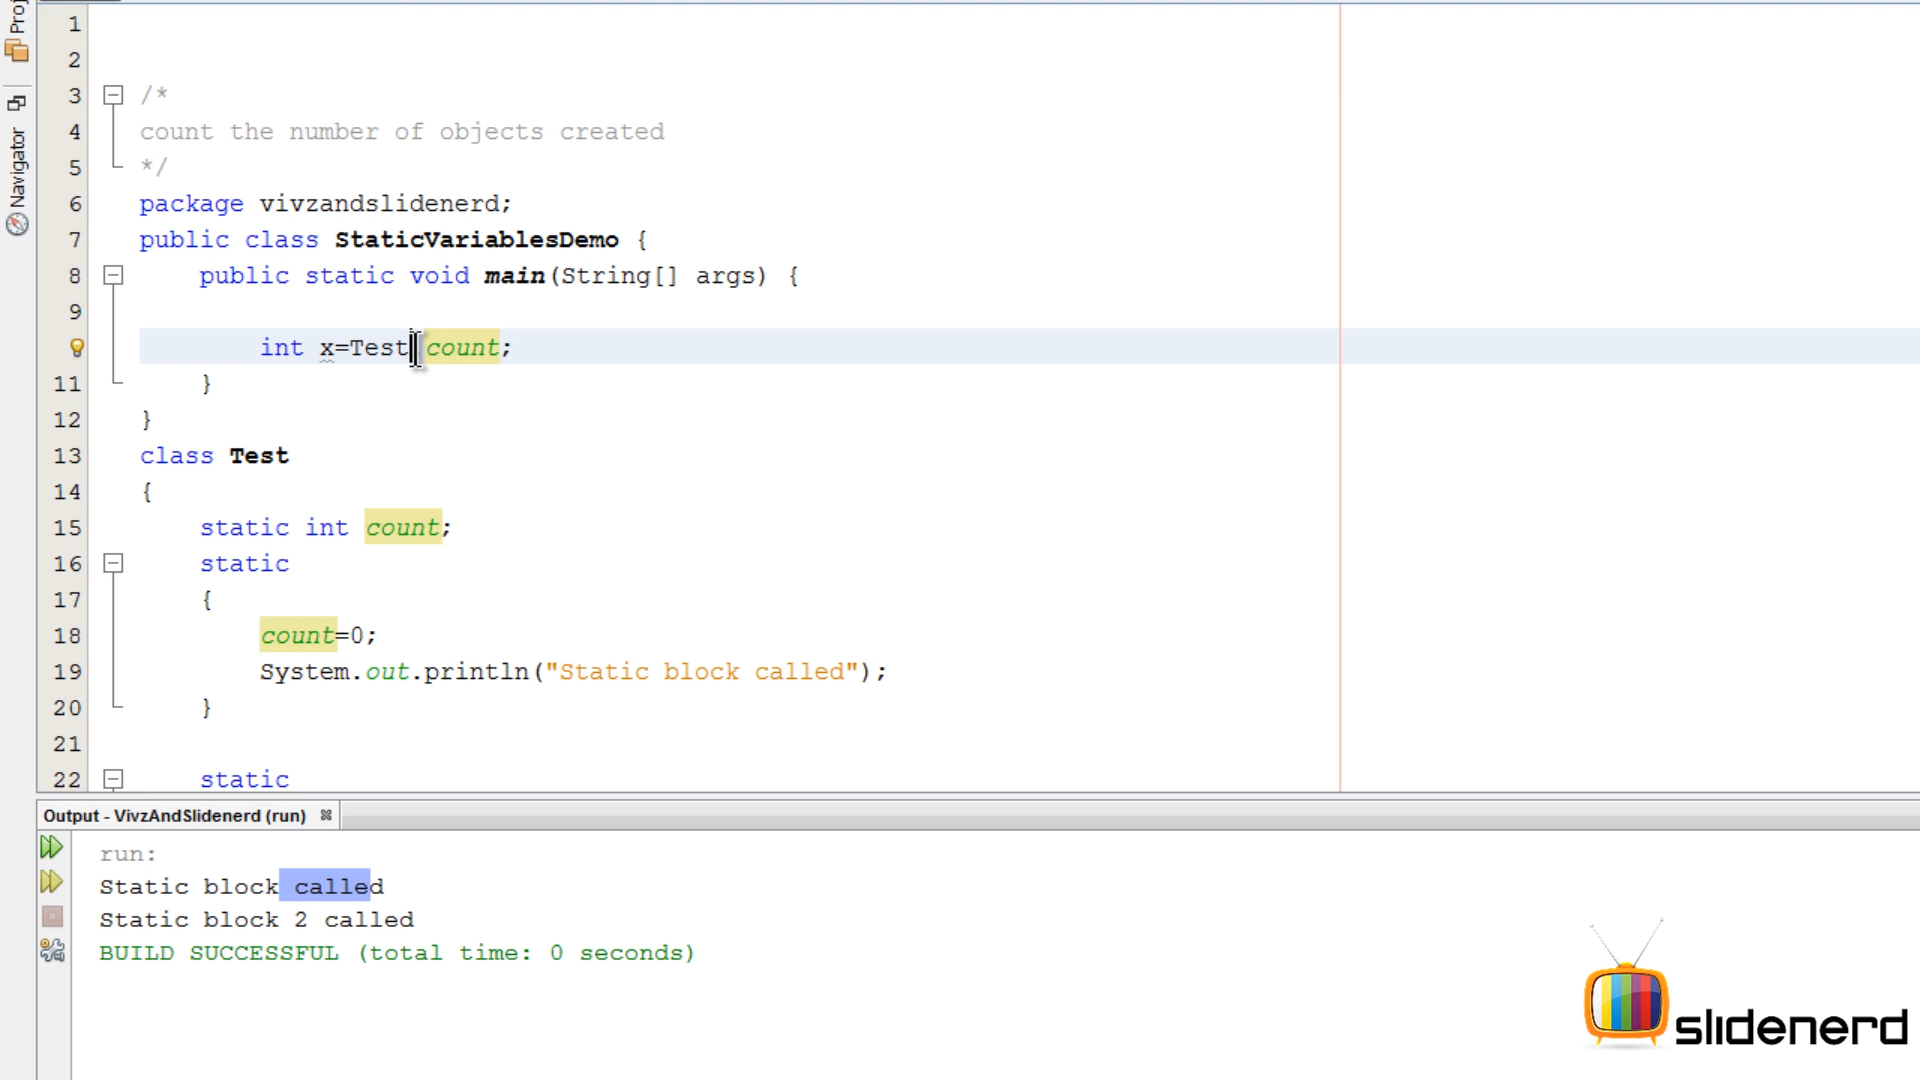 Proj
Navigator
1
2
3 /*
4 count the number of objects created
5 */
6 package vivzandslidenerd;
7 public class StaticVariablesDemo {
8 public static void main(String[] args) {
9
int x=Test count;
11 }
12 }
13 class Test
14 {
15 static int count;
16 static
17 {
18 count=0;
19 System.out.println("Static block called");
20 }
21
22 static
Output - VivzAndSlidenerd (run)
run:
Static block called
Static block 2 called
BUILD SUCCESSFUL (total time: 0 seconds)
slidenerd